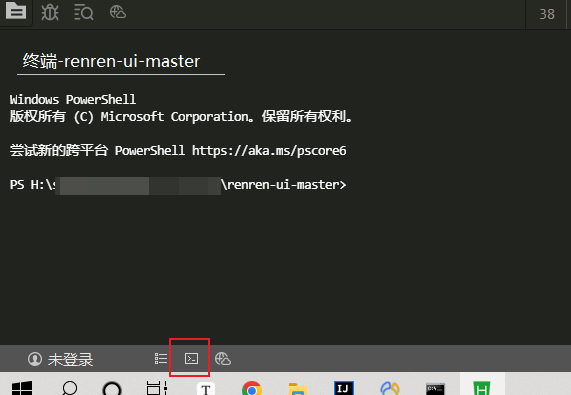 38
终端-renren-ui-master
Windows PowerShell
版权所有 (C) Microsoft Corporation。保留所有权利。
尝试新的跨平台 PowerShell https://aka.ms/pscore6
PS H:\ \renren-ui-master>
未登录
T
IJ
H